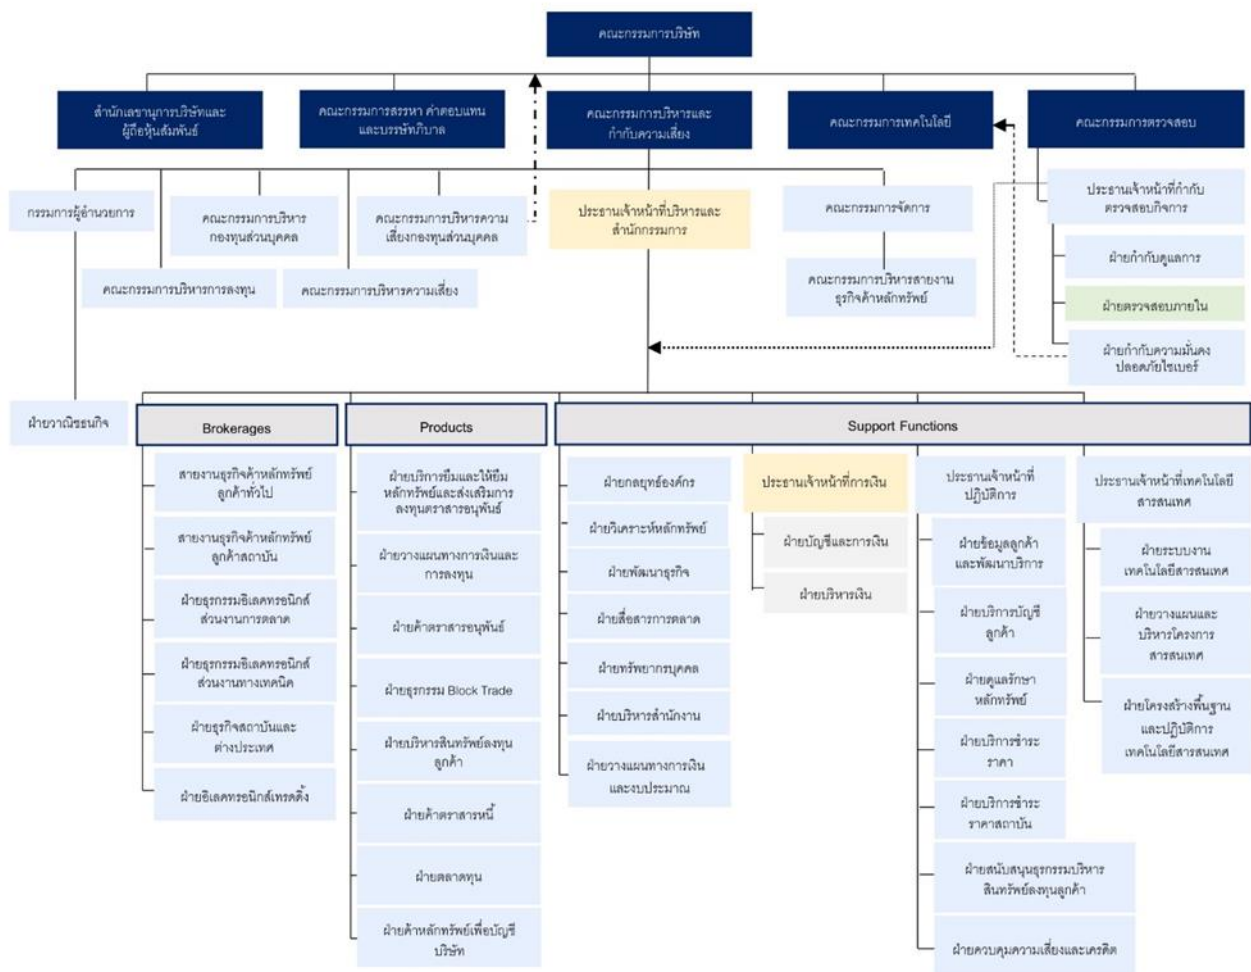 คณะกรรมการบริษัท
สำนักเลขานุการบริษัทและ
ผู้ถือหุ้นสัมพันธ์
คณะกรรมการสรรหา ค่าตอบแทน
และบรรษัทภิบาล
คณะกรรมการบริหารและ
กำกับความเสี่ยง
คณะกรรมการเทคโนโลยี
คณะกรรมการตรวจสอบ
กรรมการผู้อำนวยการ
คณะกรรมการบริหาร
กองทุนส่วนบุคคล
คณะกรรมการบริหารความ
เสี่ยงกองทุนส่วนบุคคล
ประธานเจ้าหน้าที่บริหารและ
สำนักกรรมการ
คณะกรรมการจัดการ
ประธานเจ้าหน้าที่กำกับ
ตรวจสอบกิจการ
คณะกรรมการบริหารการลงทุน
คณะกรรมการบริหารความเสี่ยง
คณะกรรมการบริหารสายงาน
ธุรกิจค้าหลักทรัพย์
ฝ่ายกำกับดูแลการ
ฝ่ายตรวจสอบภายใน
ฝ่ายกำกับความมั่นคง
ปลอดภัยไซเบอร์
ฝ่ายวาณิชธนกิจ
Brokerages
Products
Support Functions
สายงานธุรกิจค้าหลักทรัพย์
ลูกค้าทั่วไป
สายงานธุรกิจค้าหลักทรัพย์
ลูกค้าสถาบัน
ฝ่ายธุรกรรมอิเลคทรอนิกส์
ส่วนงานการตลาด
ฝ่ายธุรกรรมอิเลคทรอนิกส์
ส่วนงานทางเทคนิค
ฝ่ายธุรกิจสถาบันและ
ต่างประเทศ
ฝ่ายอิเลคทรอนิกส์เทรดดิ้ง
ฝ่ายบริการยืมและให้ยืม
หลักทรัพย์และส่งเสริมการ
ลงทุนตราสารอนุพันธ์
ฝ่ายวางแผนทางการเงินและ
การลงทุน
ฝ่ายค้าตราสารอนุพันธ์
ฝ่ายธุรกรรม Block Trade
ฝ่ายบริหารสินทรัพย์ลงทุน
ลูกค้า
ฝ่ายค้าตราสารหนี้
ฝ่ายตลาดทุน
ฝ่ายค้าหลักทรัพย์เพื่อบัญชี
บริษัท
ฝ่ายกลยุทธ์องค์กร
ฝ่ายวิเคราะห์หลักทรัพย์
ฝ่ายพัฒนาธุรกิจ
ฝ่ายสื่อสารการตลาด
ฝ่ายทรัพยากรบุคคล
ฝ่ายบริหารสำนักงาน
ฝ่ายวางแผนทางการเงิน
และงบประมาณ
ประธานเจ้าหน้าที่การเงิน
ฝ่ายบัญชีและการเงิน
ฝ่ายบริหารเงิน
ประธานเจ้าหน้าที่
ปฏิบัติการ
ฝ่ายข้อมูลลูกค้า
และพัฒนาบริการ
ฝ่ายบริการบัญชี
ลูกค้า
ฝ่ายดูแลรักษา
หลักทรัพย์
ฝ่ายบริการชำระ
ราคา
ฝ่ายบริการชำระ
ราคาสถาบัน
ฝ่ายสนับสนุนธุรกรรมบริหาร
สินทรัพย์ลงทุนลูกค้า
ฝ่ายควบคุมความเสี่ยงและเครดิต
ประธานเจ้าหน้าที่เทคโนโลยี
สารสนเทศ
ฝ่ายระบบงาน
เทคโนโลยีสารสนเทศ
ฝ่ายวางแผนและ
บริหารโครงการ
สารสนเทศ
ฝ่ายโครงสร้างพื้นฐาน
และปฏิบัติการ
เทคโนโลยีสารสนเทศ